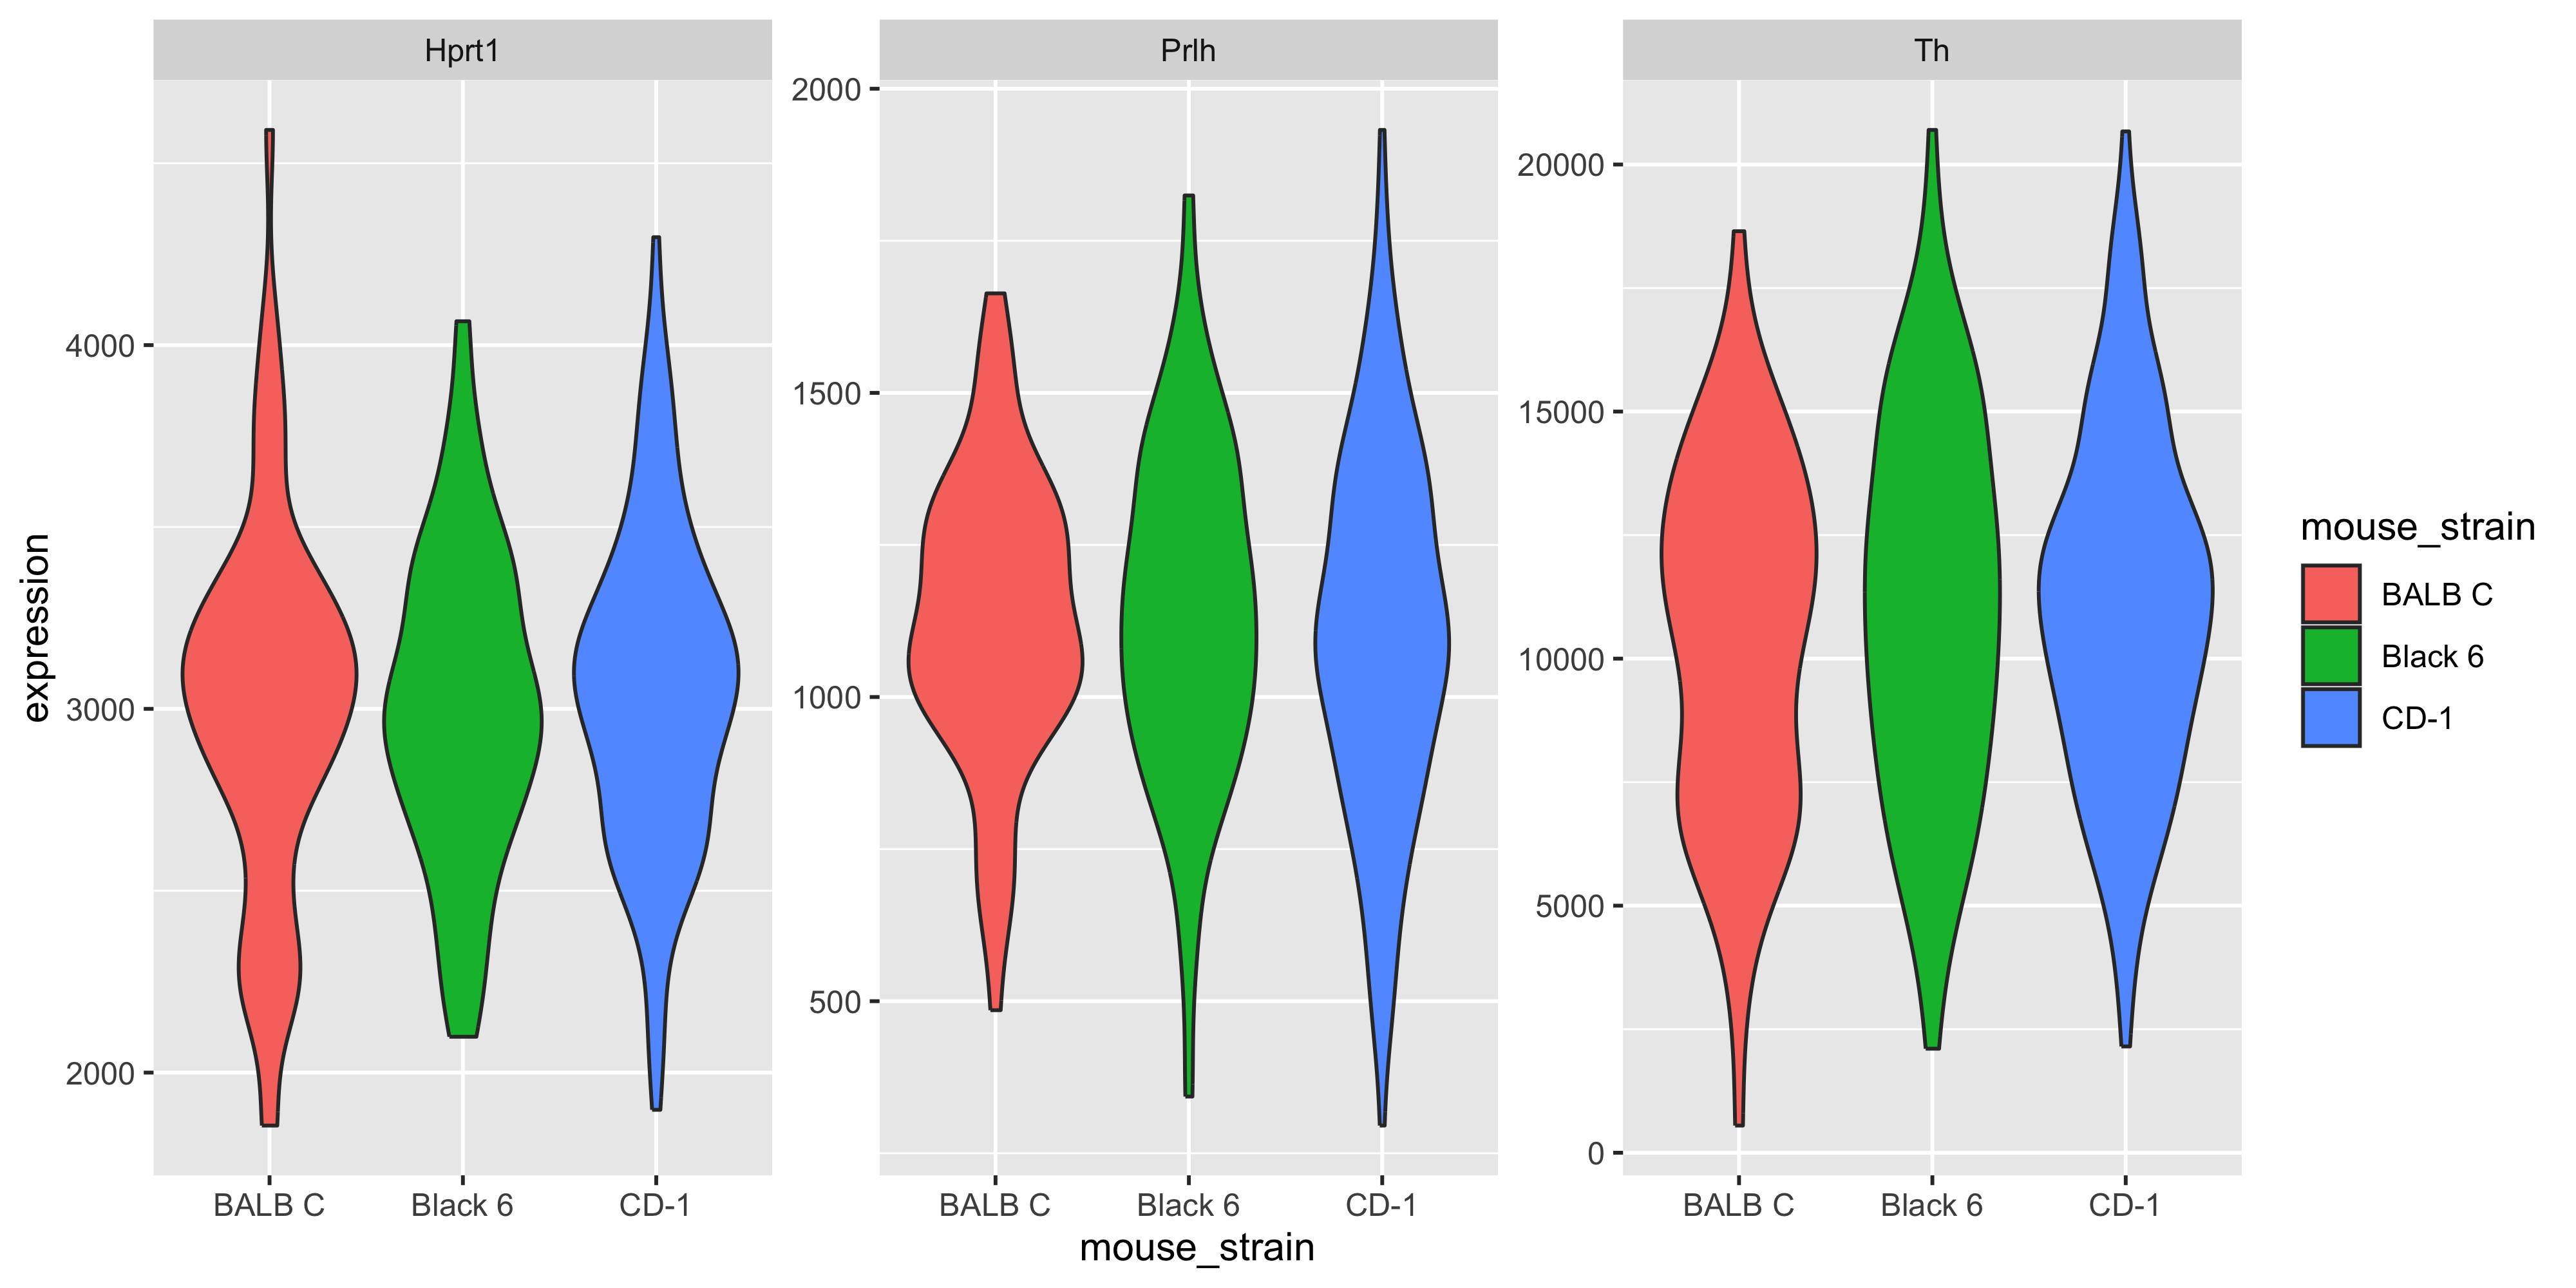 Hprt1
Prlh
Th
expression
4000
3000
2000
2000
1500
1000
500
20000
15000
10000
5000
0
BALB C
Black 6
CD-1
BALB C
Black 6
CD-1
BALB C
Black 6
CD-1
mouse_strain
mouse_strain
BALB C
Black 6
CD-1